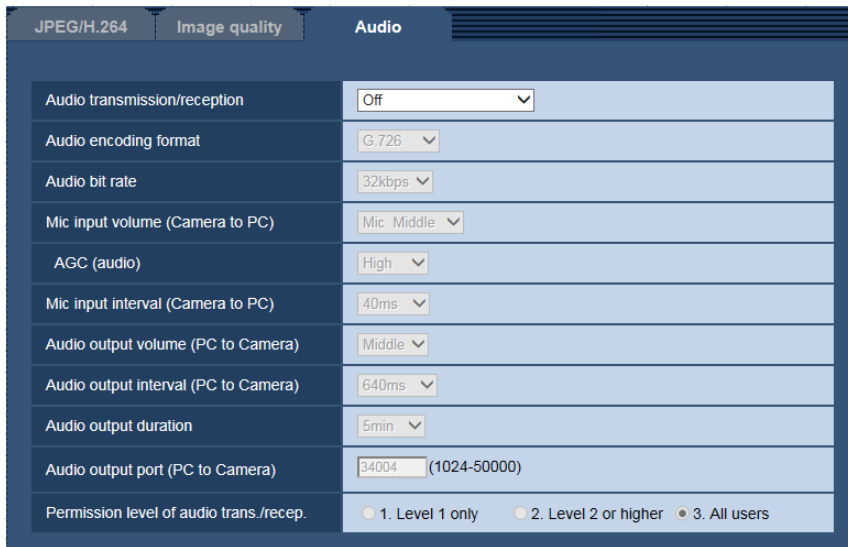 JPEG/H.264 Image quality Audio
Audio transmission/reception Off
Audio encoding format G.726
Audio bit rate 32kbps
Mic input volume (Camera to PC) Mic Middle
AGC (audio) High
Mic input interval (Camera to PC) 40ms
Audio output volume (PC to Camera) Middle
Audio output interval (PC to Camera) 640ms
Audio output duration 5min
Audio output port (PC to Camera) 34004 (1024-50000)
Permission level of audio trans./recep. 1. Level 1 only 2. Level 2 or higher 3. All users